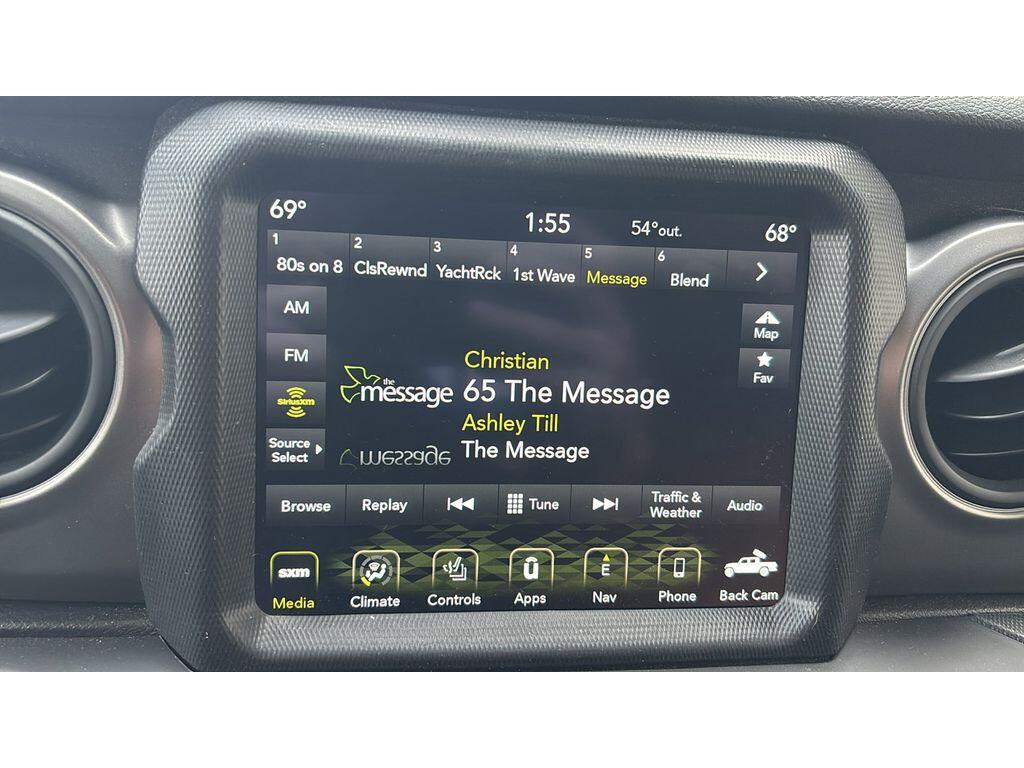 69° 1:55 54°out. 68°
1 2 3 4 5 6
80s on 8 ClsRewnd YachtRck 1st Wave Message Blend
AM
FM
SiriusXM
Source
Select
Map
Fav
Christian
the
message
65 The Message
Ashley Till
The Message
message
Browse Replay Tune Traffic &
Weather Audio
sxm
E
Media Climate Controls Apps Nav Phone Back Cam